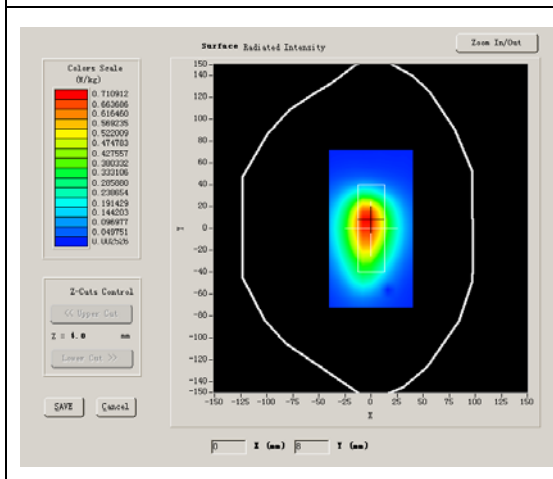 Surface Radiated Intensity
Zoom In/Out
Colors Scale
(W/kg)
0.710912
0.663686
0.616460
0.569235
0.522009
0.474783
0.427557
0.380332
0.333106
0.285880
0.238654
0.191429
0.144203
0.096977
0.049751
0.002526
Z-Cuts Control
<< Upper Cut
Z = 4.0 mm
Lower Cut >>
SAVE Cancel
150
140
120
100
80
60
40
20
Y
0
-20
-40
-60
-80
-100
-120
-140
-150
-150 -125 -100 -75 -50 -25 0 25 50 75 100 125 150
X
0 X (mm) 8 Y (mm)